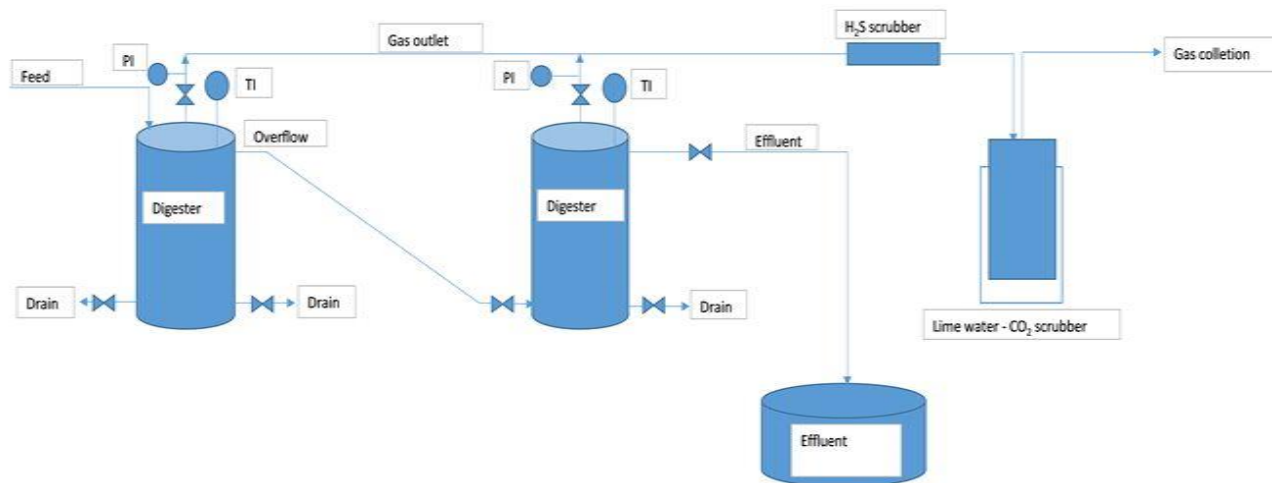 H₂S scrubber
Gas outlet
Gas colletion
PI
TI
PI
TI
Feed
Overflow
Effluent
Digester
Digester
Drain
Drain
Drain
Lime water - CO₂ scrubber
Effluent